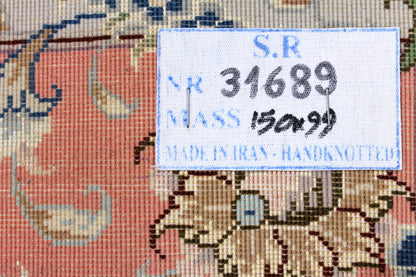 S.R
NR 31689
MASS 150x99
MADE IN IRAN - HANDKNOTTED